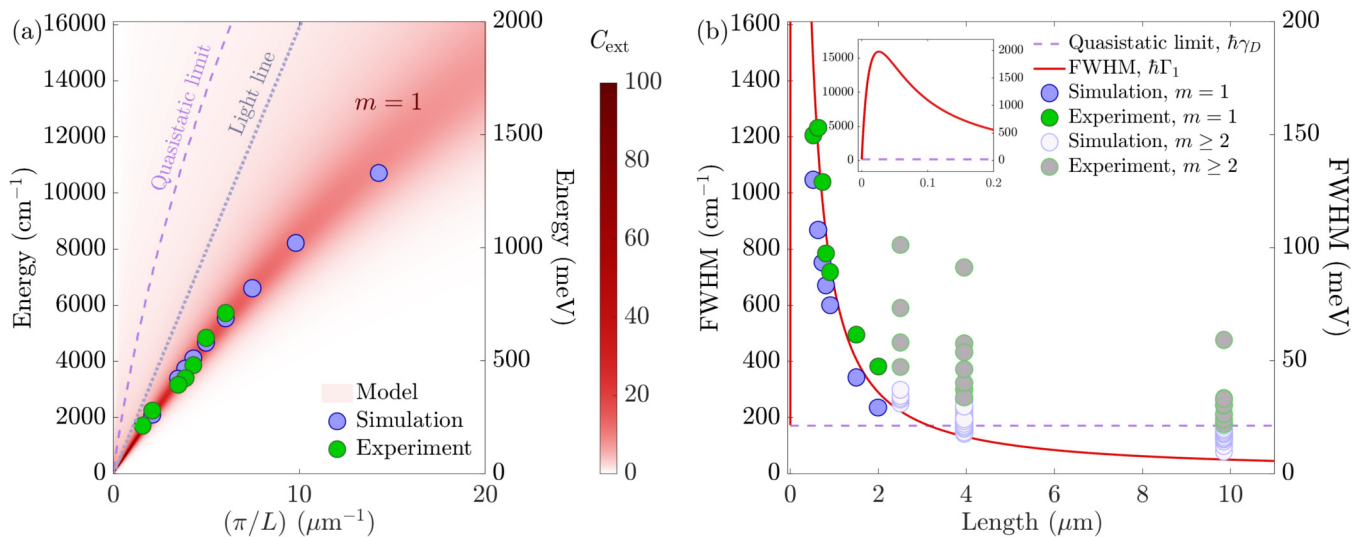 (a)
16000
14000
12000
10000
8000
6000
4000
2000
0
Energy (cm⁻¹)
0
10
20
(π/L) (μm⁻¹)
2000
1500
1000
500
0
Energy (meV)
Quasistatic limit
Light line
m = 1
Model
Simulation
Experiment
C_ext
100
80
60
40
20
0
(b)
1600
1400
1200
1000
800
600
400
200
0
FWHM (cm⁻¹)
0
2
4
6
8
10
Length (μm)
200
150
100
50
0
FWHM (meV)
15000
10000
5000
0
0
0.1
0.2
2000
1500
1000
500
0
Quasistatic limit, ℏγ_D
FWHM, ℏΓ₁
Simulation, m = 1
Experiment, m = 1
Simulation, m ≥ 2
Experiment, m ≥ 2